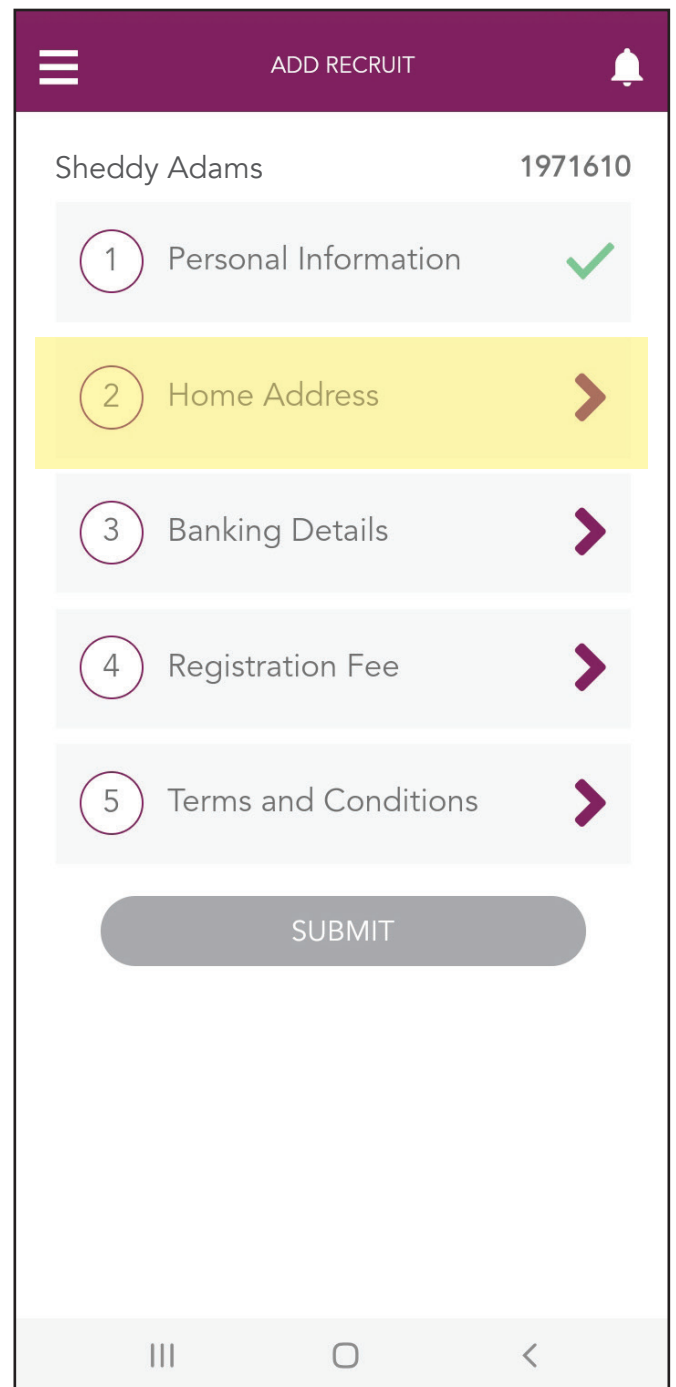 ADD RECRUIT
Sheddy Adams 1971610
1 Personal Information
2 Home Address
3 Banking Details
4 Registration Fee
5 Terms and Conditions
SUBMIT